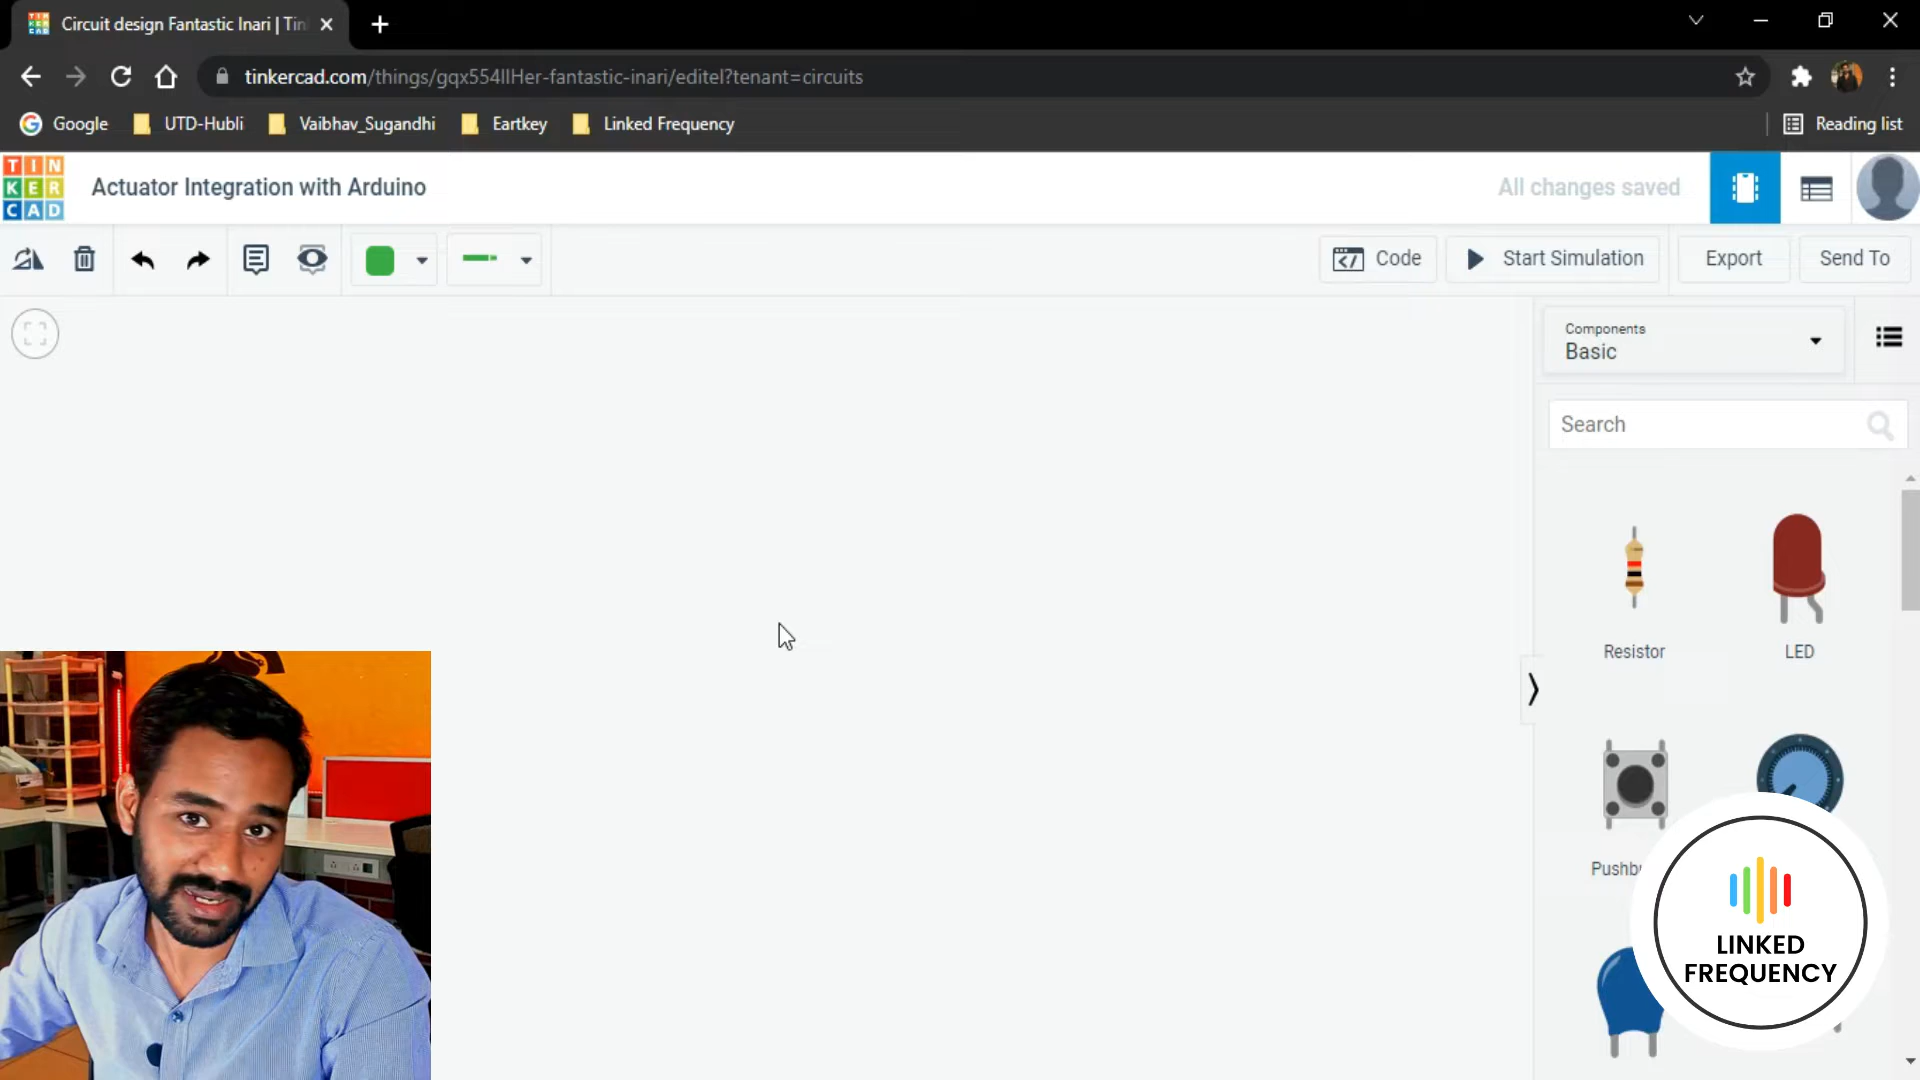 Circuit design Fantastic Inari | Tin
tinkercad.com/things/gqx554lIHer-fantastic-inari/editel?tenant=circuits
Google
UTD-Hubli
Vaibhav_Sugandhi
Eartkey
Linked Frequency
Reading list
TIN
KER
CAD
Actuator Integration with Arduino
All changes saved
Code
Start Simulation
Export
Send To
Components
Basic
Search
Resistor
LED
Pushb
LINKED
FREQUENCY